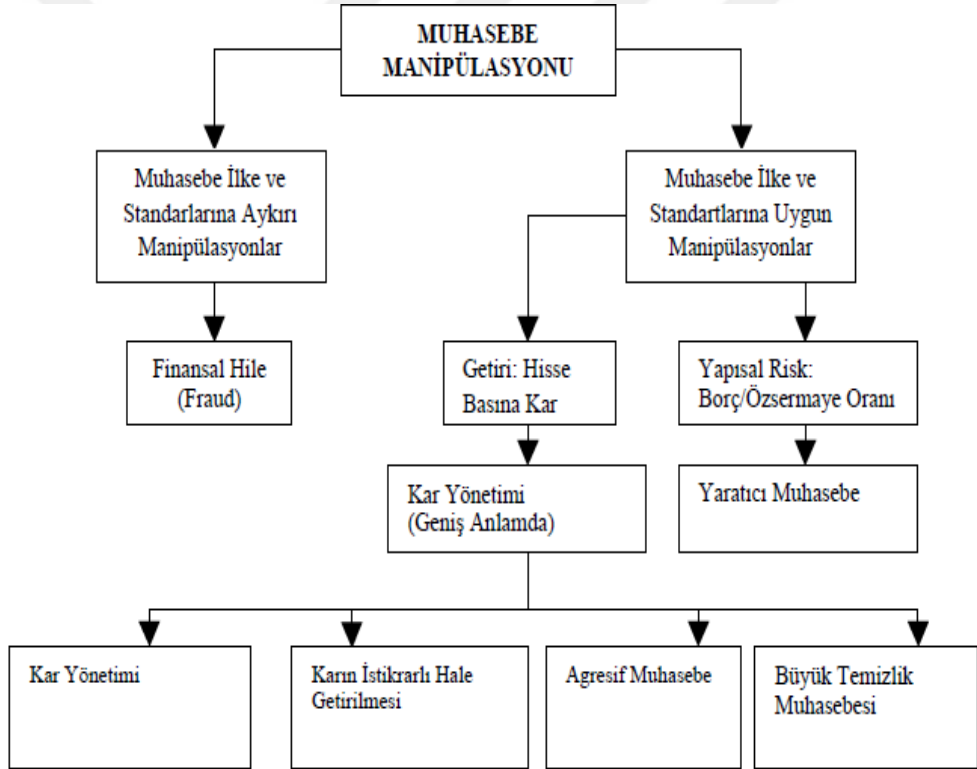 MUHASEBE
MANİPÜLASYONU
Muhasebe İlke ve
Standarlarına Aykırı
Manipülasyonlar
Muhasebe İlke ve
Standartlarına Uygun
Manipülasyonlar
Finansal Hile
(Fraud)
Getiri: Hisse
Basına Kar
Yapısal Risk:
Borç/Özsermaye Oranı
Kar Yönetimi
(Geniş Anlamda)
Yaratıcı Muhasebe
Kar Yönetimi
Karın İstikrarlı Hale
Getirilmesi
Agresif Muhasebe
Büyük Temizlik
Muhasebesi